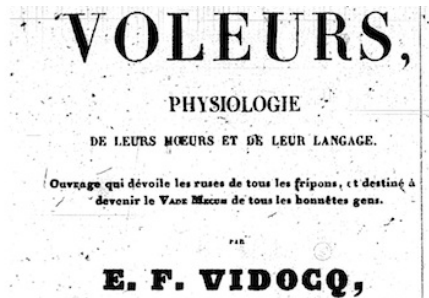 VOLEURS,
PHYSIOLOGIE
DE LEURS MŒURS ET DE LEUR LANGAGE.
Ouvrage qui dévoile les ruses de tous les fripons, et destiné à
devenir le VADE MECUM de tous les honnêtes gens.
PAR
E. F. VIDOCQ,